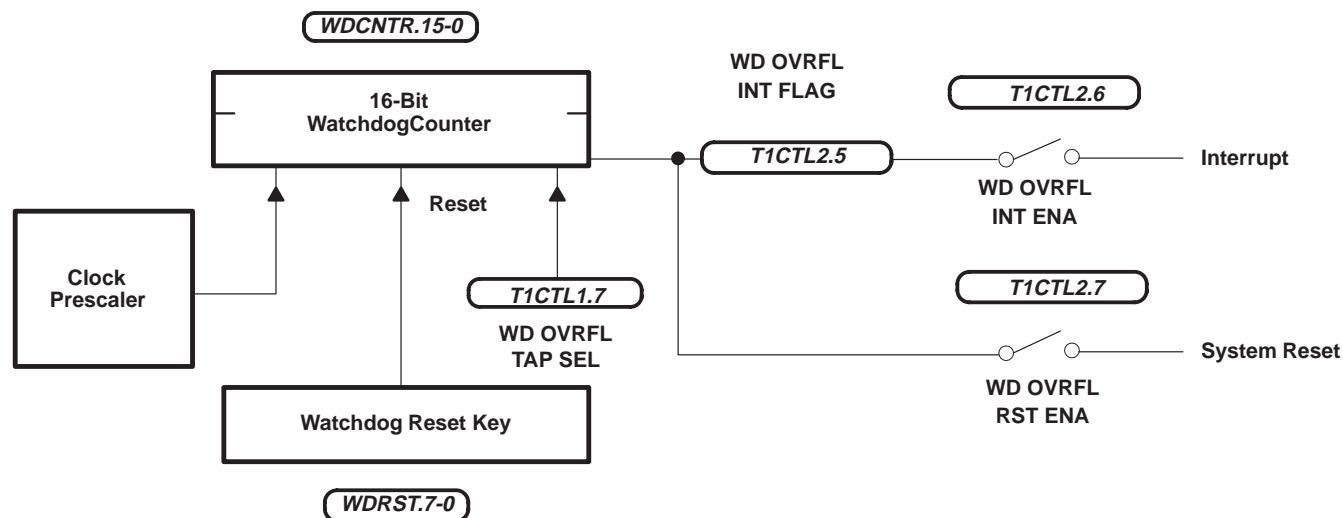 WDCNTR.15-0
16-Bit
WatchdogCounter
WD OVRFL
INT FLAG
T1CTL2.6
T1CTL2.5
Interrupt
WD OVRFL
INT ENA
Reset
Clock
Prescaler
T1CTL1.7
WD OVRFL
TAP SEL
T1CTL2.7
System Reset
WD OVRFL
RST ENA
Watchdog Reset Key
WDRST.7-0